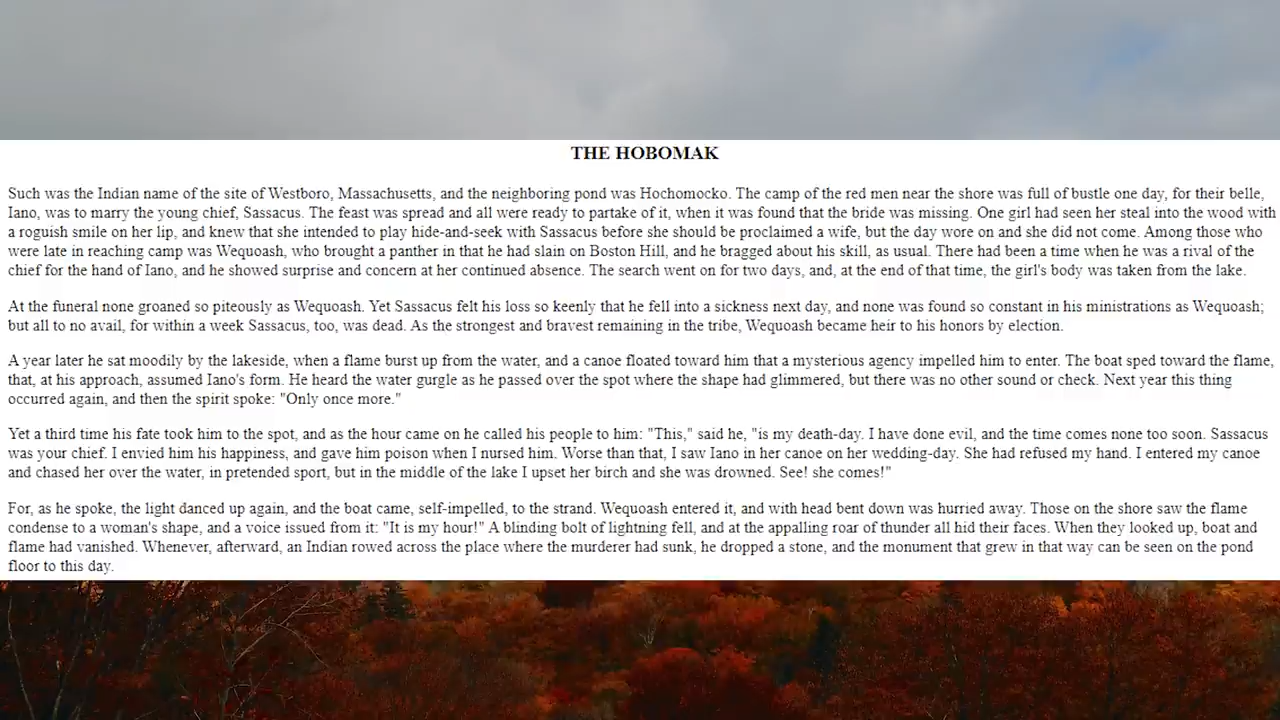 THE HOBOMAK
Such was the Indian name of the site of Westboro, Massachusetts, and the neighboring pond was Hochomocko. The camp of the red men near the shore was full of bustle one day, for their belle,
Iano, was to marry the young chief, Sassacus. The feast was spread and all were ready to partake of it, when it was found that the bride was missing. One girl had seen her steal into the wood with
a roguish smile on her lip, and knew that she intended to play hide-and-seek with Sassacus before she should be proclaimed a wife, but the day wore on and she did not come. Among those who
were late in reaching camp was Wequoash, who brought a panther in that he had slain on Boston Hill, and he bragged about his skill, as usual. There had been a time when he was a rival of the
chief for the hand of Iano, and he showed surprise and concern at her continued absence. The search went on for two days, and, at the end of that time, the girl's body was taken from the lake.
At the funeral none groaned so piteously as Wequoash. Yet Sassacus felt his loss so keenly that he fell into a sickness next day, and none was found so constant in his ministrations as Wequoash;
but all to no avail, for within a week Sassacus, too, was dead. As the strongest and bravest remaining in the tribe, Wequoash became heir to his honors by election.
A year later he sat moodily by the lakeside, when a flame burst up from the water, and a canoe floated toward him that a mysterious agency impelled him to enter. The boat sped toward the flame,
that, at his approach, assumed Iano's form. He heard the water gurgle as he passed over the spot where the shape had glimmered, but there was no other sound or check. Next year this thing
occurred again, and then the spirit spoke: "Only once more."
Yet a third time his fate took him to the spot, and as the hour came on he called his people to him: "This," said he, "is my death-day. I have done evil, and the time comes none too soon. Sassacus
was your chief. I envied him his happiness, and gave him poison when I nursed him. Worse than that, I saw Iano in her canoe on her wedding-day. She had refused my hand. I entered my canoe
and chased her over the water, in pretended sport, but in the middle of the lake I upset her birch and she was drowned. See! she comes!"
For, as he spoke, the light danced up again, and the boat came, self-impelled, to the strand. Wequoash entered it, and with head bent down was hurried away. Those on the shore saw the flame
condense to a woman's shape, and a voice issued from it: "It is my hour!" A blinding bolt of lightning fell, and at the appalling roar of thunder all hid their faces. When they looked up, boat and
flame had vanished. Whenever, afterward, an Indian rowed across the place where the murderer had sunk, he dropped a stone, and the monument that grew in that way can be seen on the pond
floor to this day.